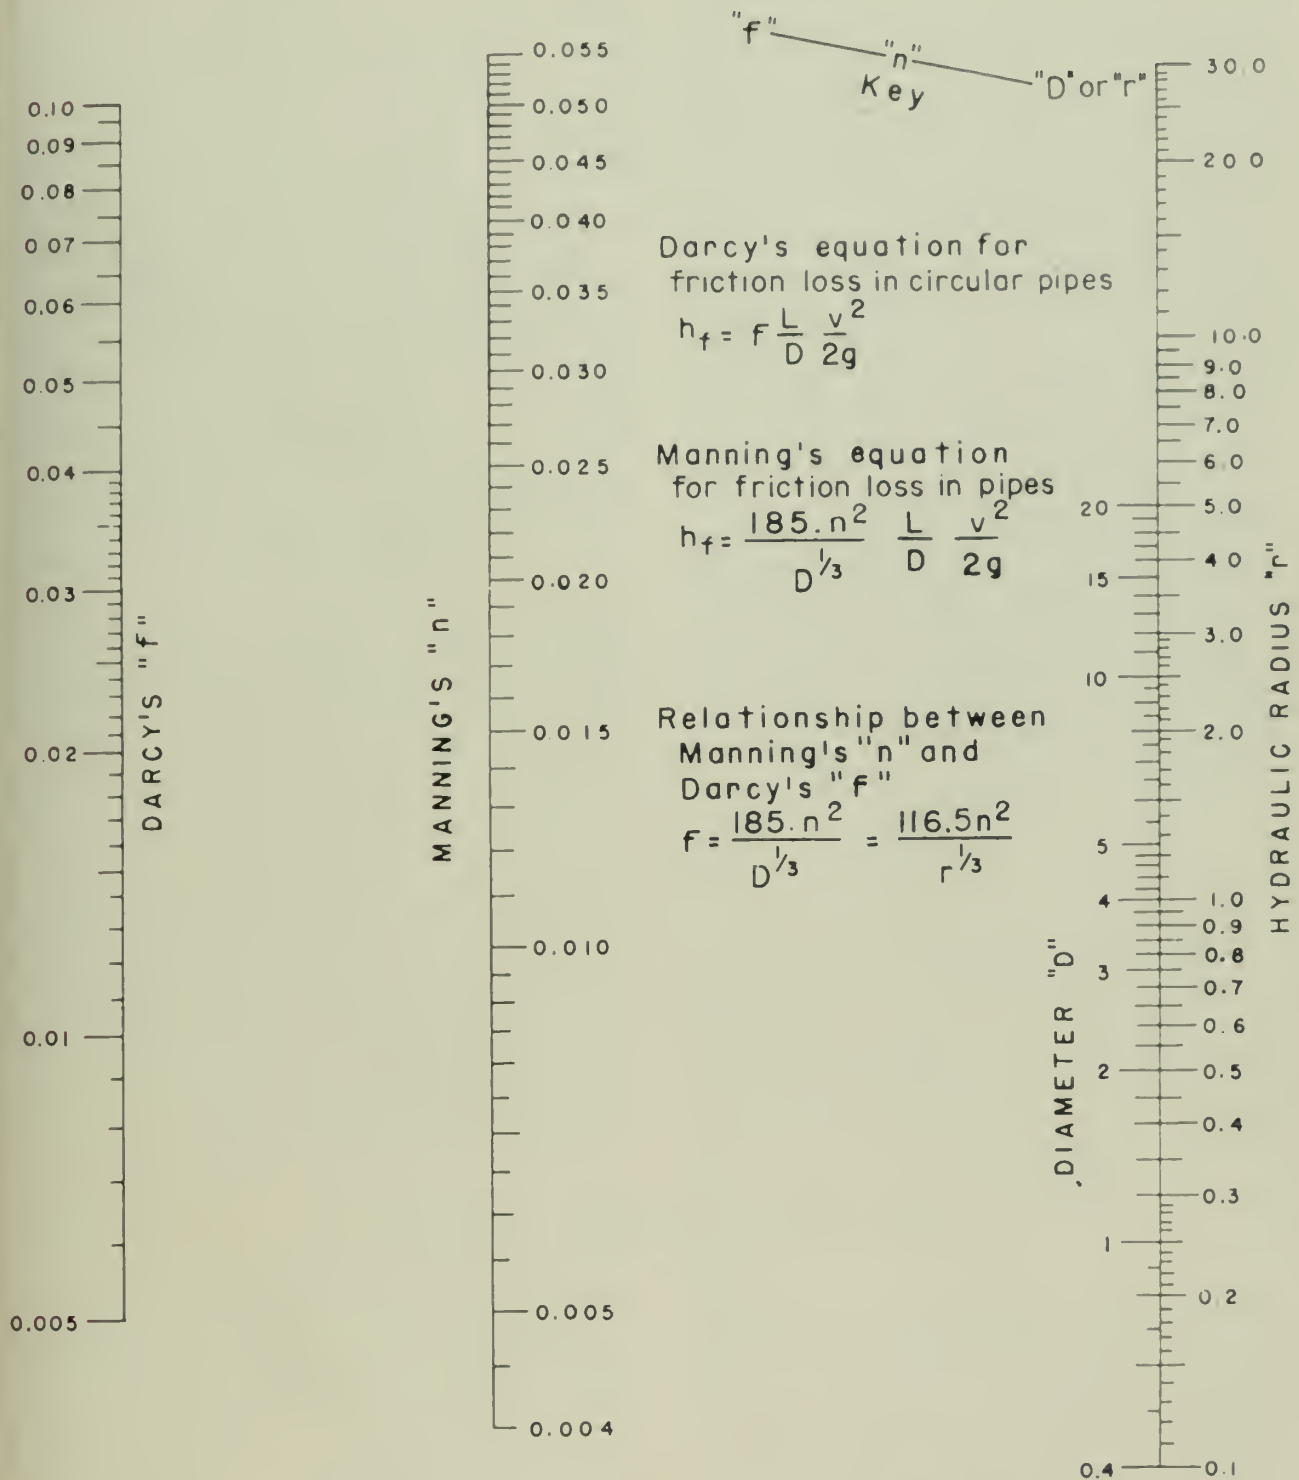 "f"
"n"
"D" or "r"
Key
0.10
0.09
0.08
0 07
0.06
0.05
0.04
0.03
0.02
0.01
0.005
DARCY'S "f"
0.055
0.050
0.045
0.040
0.035
0.030
0.025
0.020
0.015
0.010
0.005
0.004
MANNING'S "n"
Darcy's equation for
friction loss in circular pipes
h_f = f L/D v²/2g
Manning's equation
for friction loss in pipes
h_f = 185. n²/D^⅓ L/D v²/2g
Relationship between
Manning's "n" and
Darcy's "f"
f = 185. n²/D^⅓ = 116.5n²/r^⅓
20
15
10
5
4
3
2
1
0.4
DIAMETER "D"
30.0
20 0
10.0
9.0
8.0
7.0
6.0
5.0
4 0
3.0
2.0
1.0
0.9
0.8
0.7
0.6
0.5
0.4
0.3
0.2
0.1
HYDRAULIC RADIUS "r"